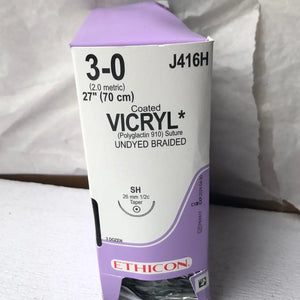 3-0
J416H
(2.0 metric)
27" (70 cm)
Coated
VICRYL*
(Polyglactin 910) Suture
UNDYED BRAIDED
SH
26 mm 1/2c
Taper
ETHICON